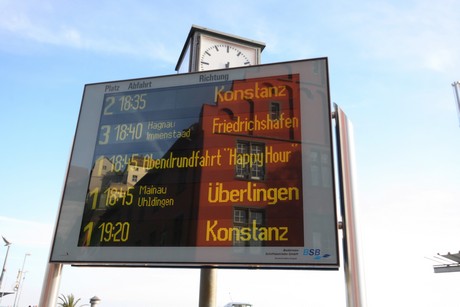 Platz Abfahrt Richtung
2 18:35 Konstanz
3 18:40 Hagnau Immenstaad Friedrichshafen
1 18:45 Abendrundfahrt "Happy Hour"
1 18:45 Mainau Uhldingen Überlingen
1 19:20 Konstanz
BSB